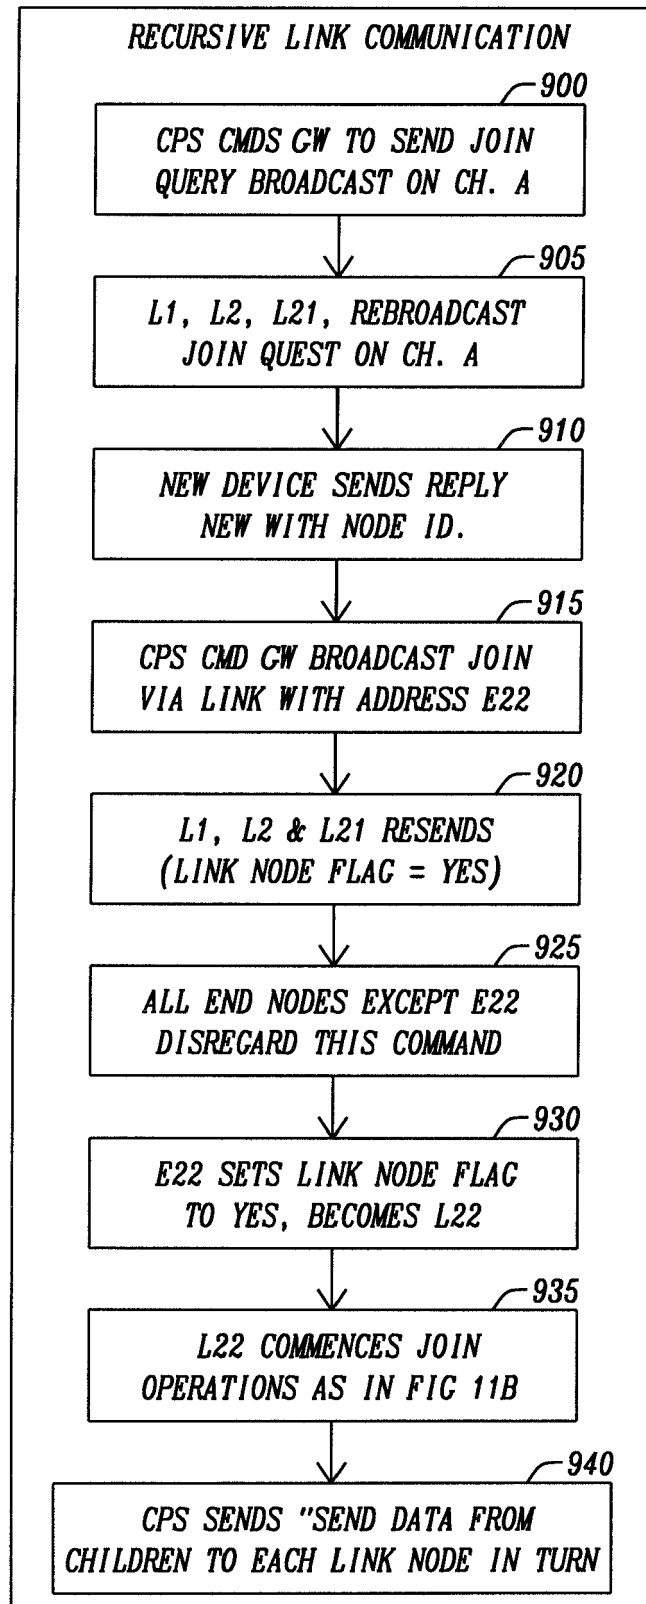 RECURSIVE LINK COMMUNICATION
900
CPS CMDS GW TO SEND JOIN
QUERY BROADCAST ON CH. A
905
L1, L2, L21, REBROADCAST
JOIN QUEST ON CH. A
910
NEW DEVICE SENDS REPLY
NEW WITH NODE ID.
915
CPS CMD GW BROADCAST JOIN
VIA LINK WITH ADDRESS E22
920
L1, L2 & L21 RESENDS
(LINK NODE FLAG = YES)
925
ALL END NODES EXCEPT E22
DISREGARD THIS COMMAND
930
E22 SETS LINK NODE FLAG
TO YES, BECOMES L22
935
L22 COMMENCES JOIN
OPERATIONS AS IN FIG 11B
940
CPS SENDS "SEND DATA FROM
CHILDREN TO EACH LINK NODE IN TURN